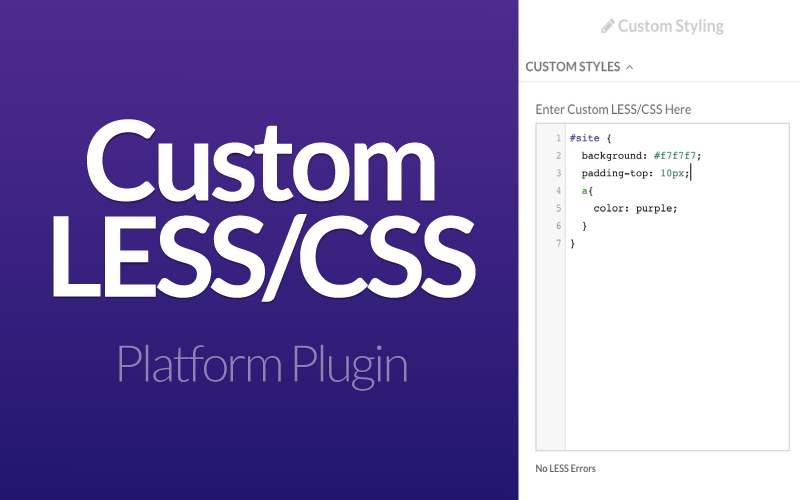 Custom
LESS/CSS
Platform Plugin
Custom Styling
CUSTOM STYLES
Enter Custom LESS/CSS Here
1 #site {
2   background: #f7f7f7;
3   padding-top: 10px;
4   a{
5     color: purple;
6   }
7 }
No LESS Errors